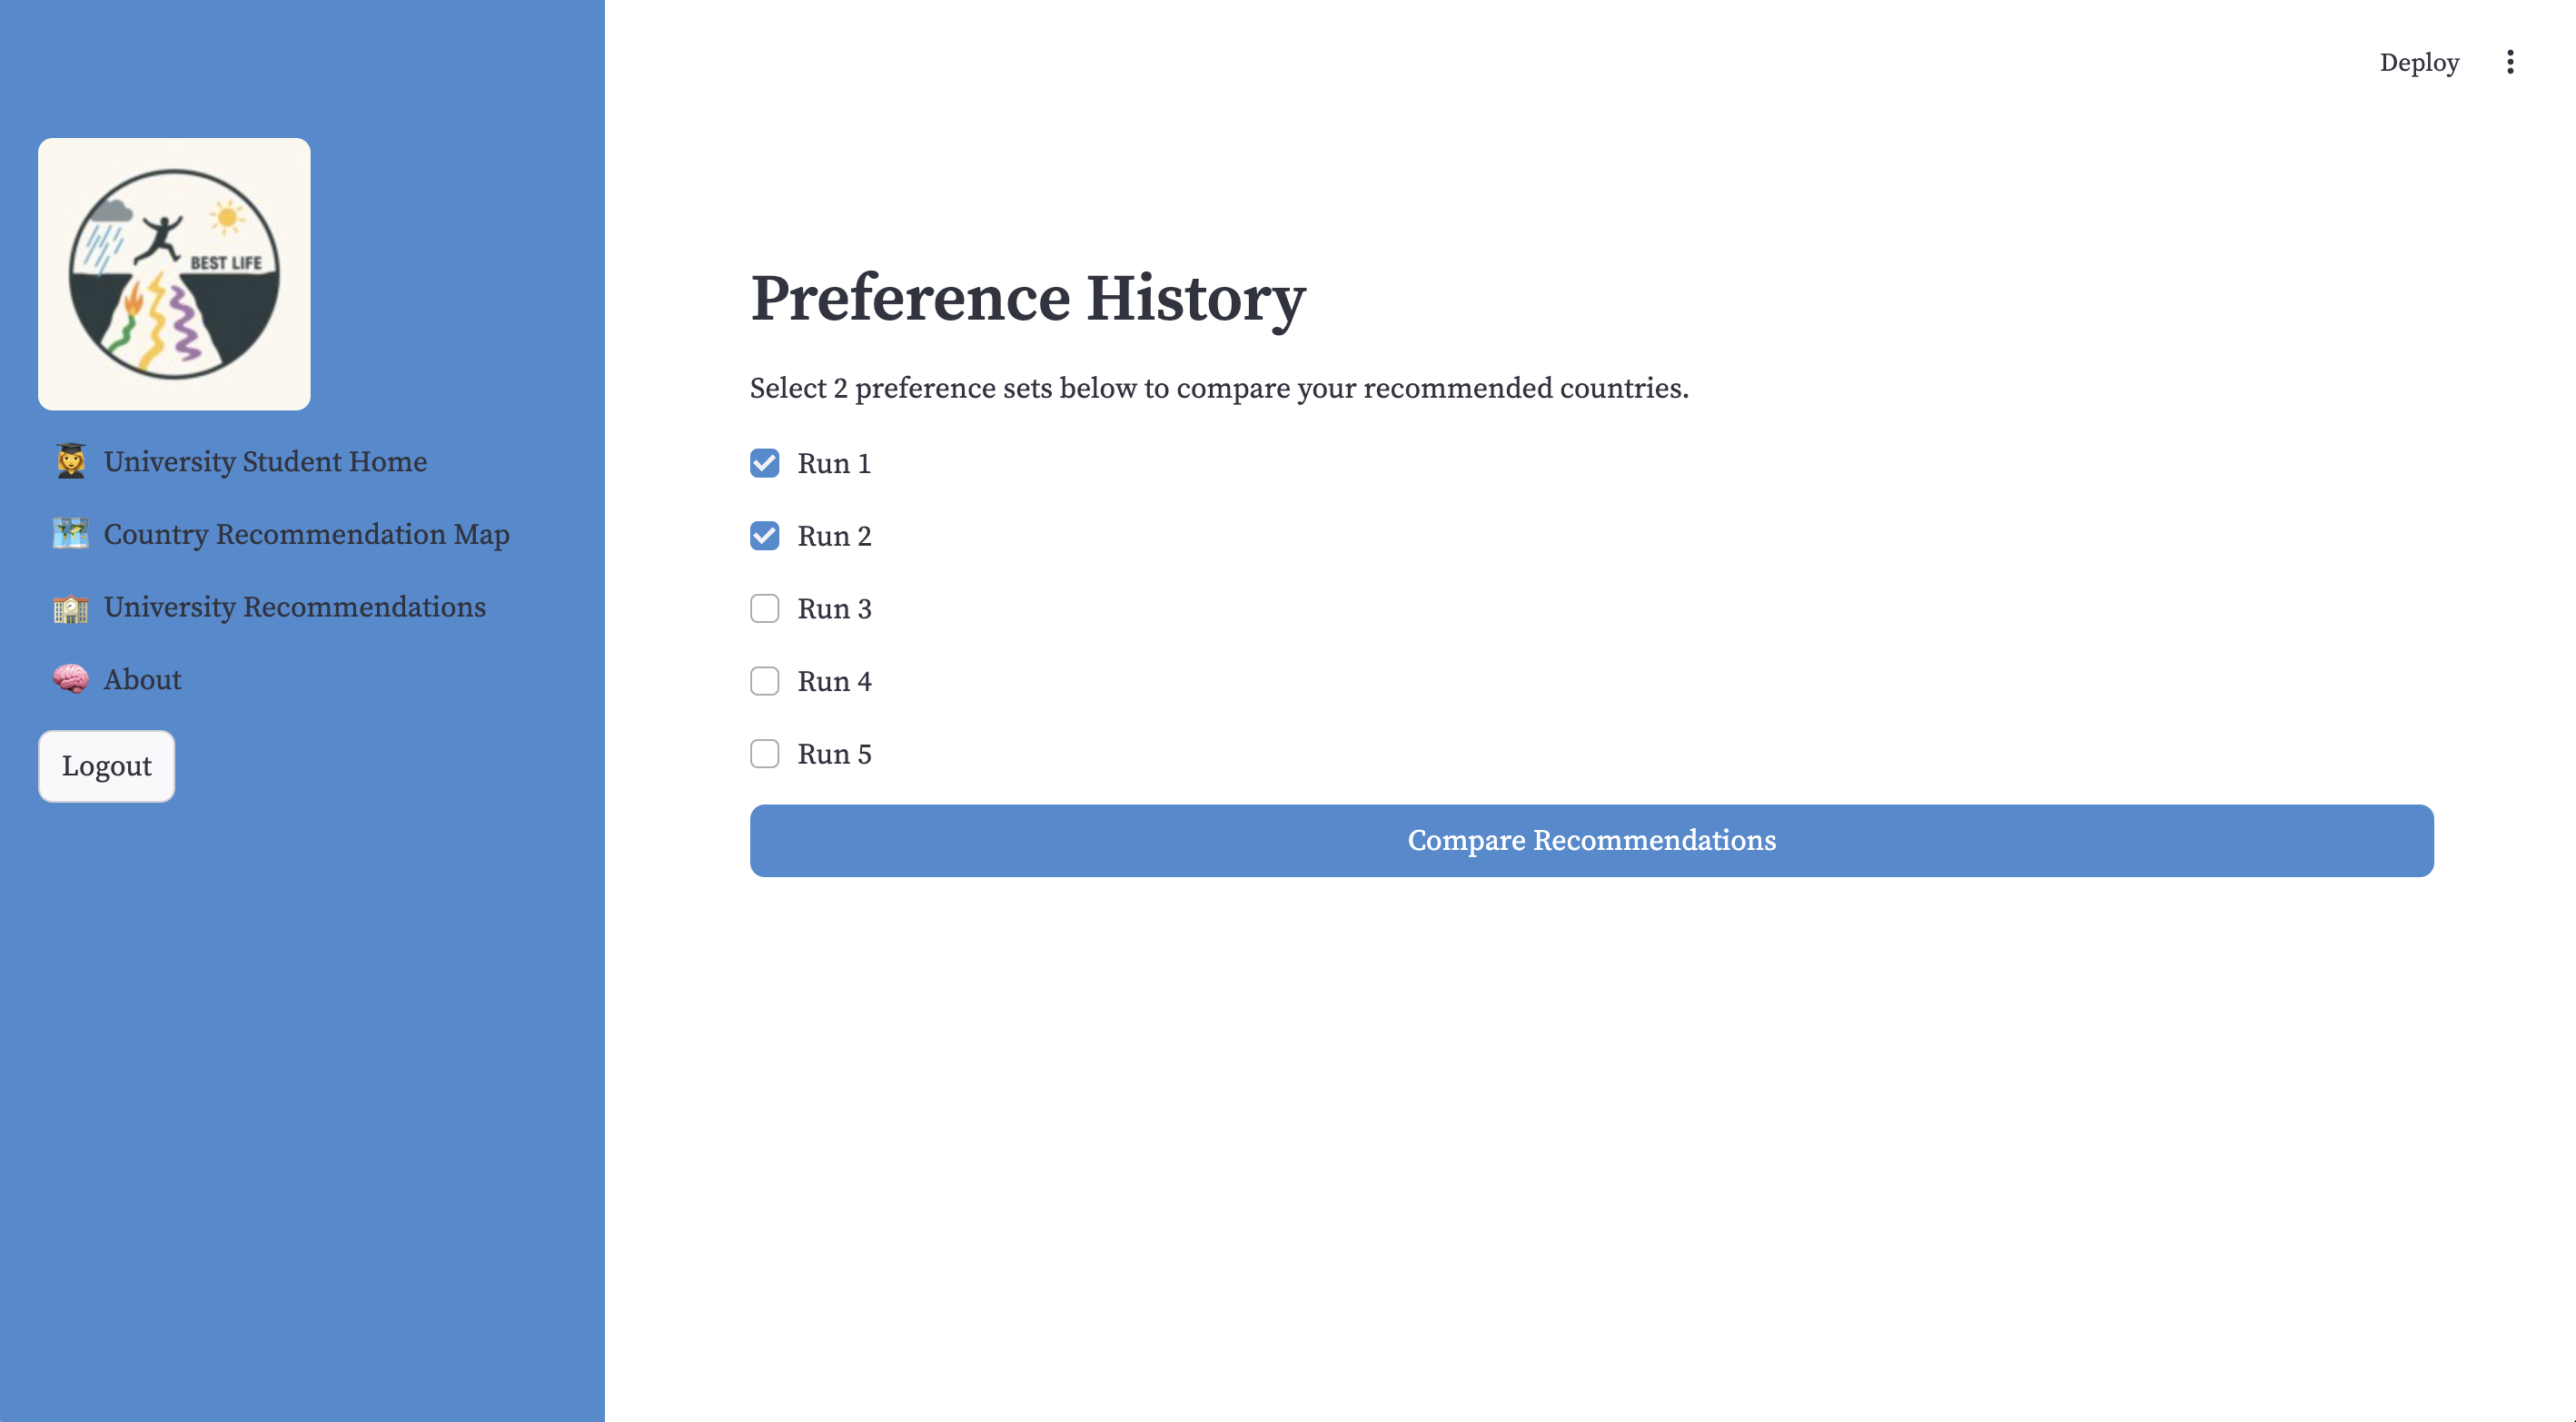 Deploy
BEST LIFE
University Student Home
Country Recommendation Map
University Recommendations
About
Logout
Preference History
Select 2 preference sets below to compare your recommended countries.
Run 1
Run 2
Run 3
Run 4
Run 5
Compare Recommendations